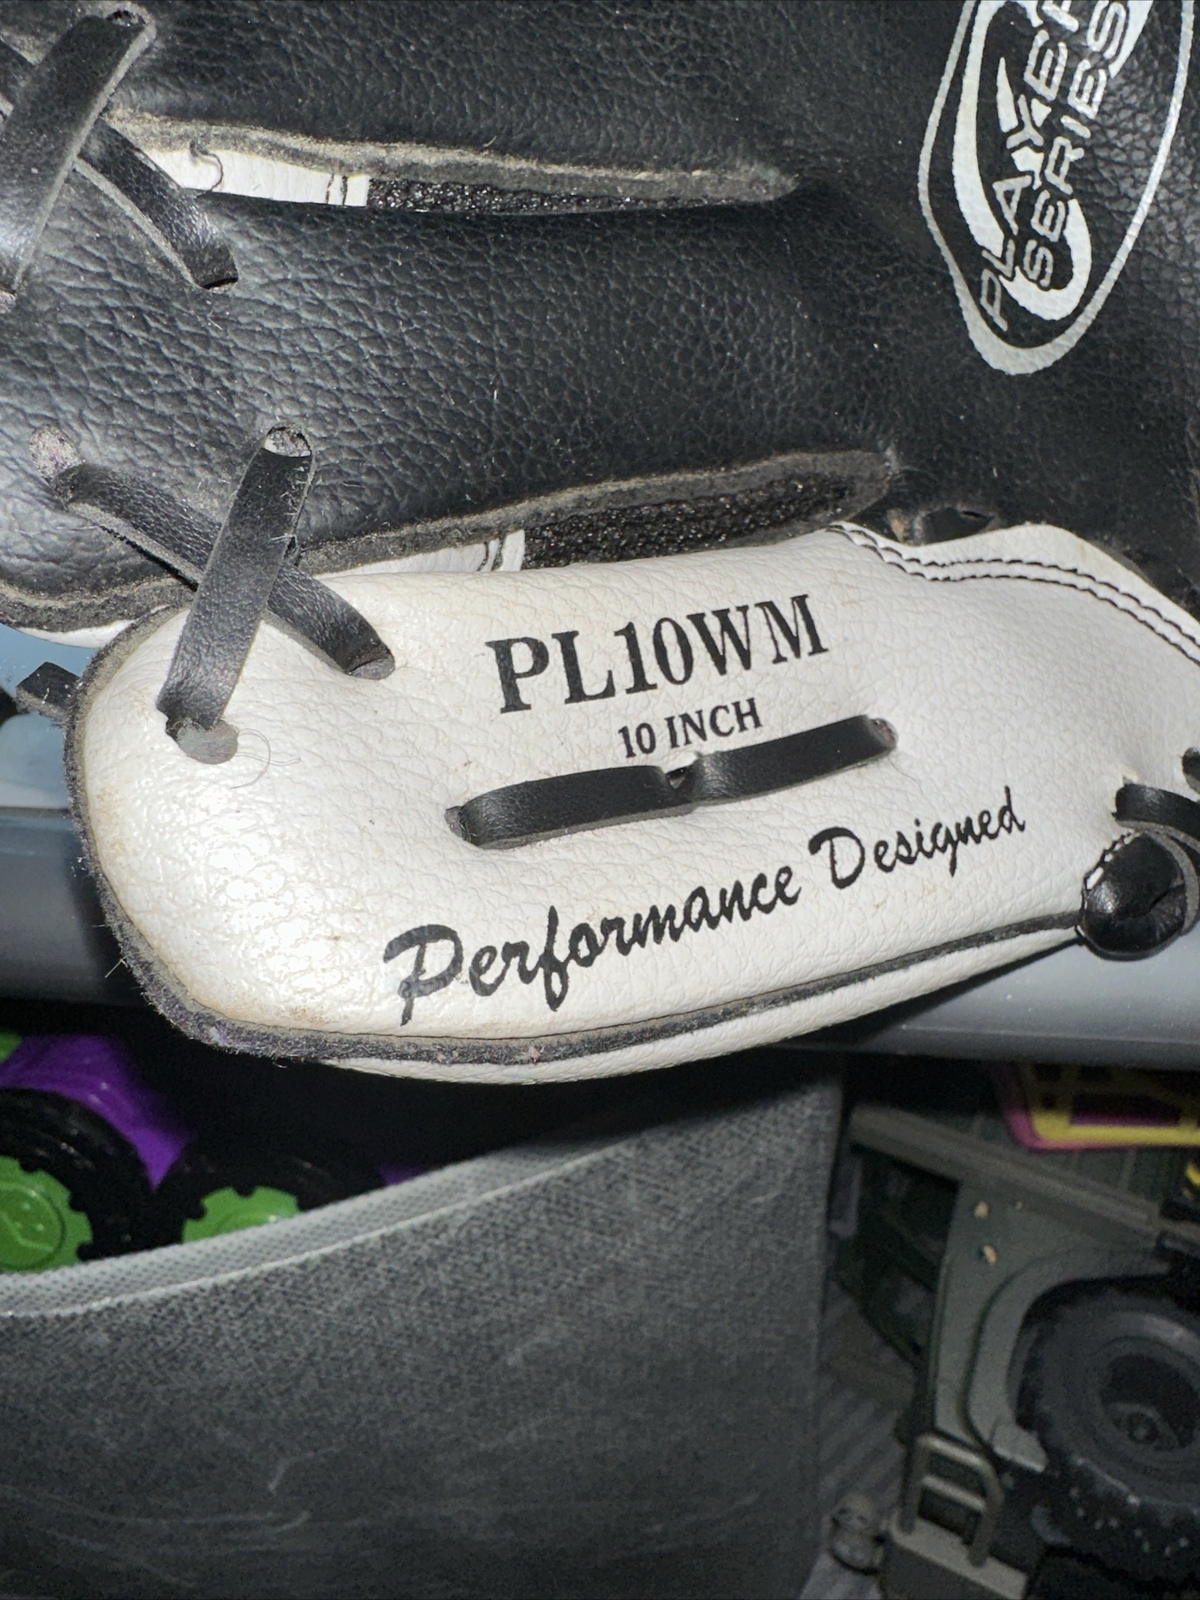 PLAYER
SERIES
PL10WM
10 INCH
Performance Designed